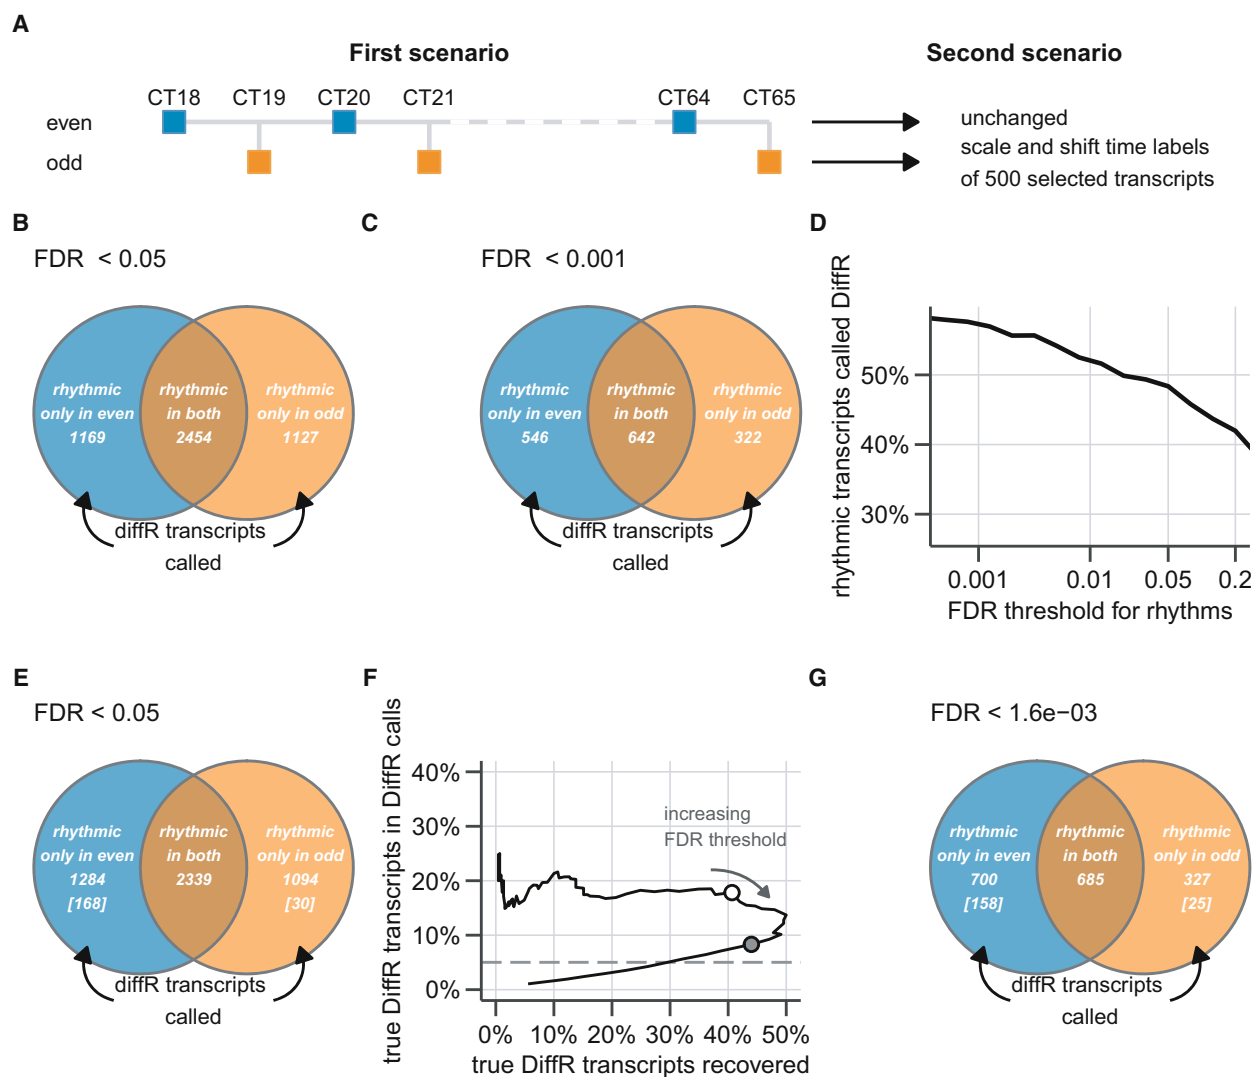 A
First scenario
Second scenario
CT18 CT19 CT20 CT21 CT64 CT65
even
odd
unchanged
scale and shift time labels
of 500 selected transcripts
B
FDR < 0.05
rhythmic
only in even
1169
rhythmic
in both
2454
rhythmic
only in odd
1127
diffR transcripts
called
C
FDR < 0.001
rhythmic
only in even
546
rhythmic
in both
642
rhythmic
only in odd
322
diffR transcripts
called
D
rhythmic transcripts called DiffR
50%
40%
30%
0.001 0.01 0.05 0.2
FDR threshold for rhythms
E
FDR < 0.05
rhythmic
only in even
1284
[168]
rhythmic
in both
2339
rhythmic
only in odd
1094
[30]
diffR transcripts
called
F
true DiffR transcripts in DiffR calls
40%
30%
20%
10%
0%
increasing
FDR threshold
0% 10% 20% 30% 40% 50%
true DiffR transcripts recovered
G
FDR < 1.6e−03
rhythmic
only in even
700
[158]
rhythmic
in both
685
rhythmic
only in odd
327
[25]
diffR transcripts
called